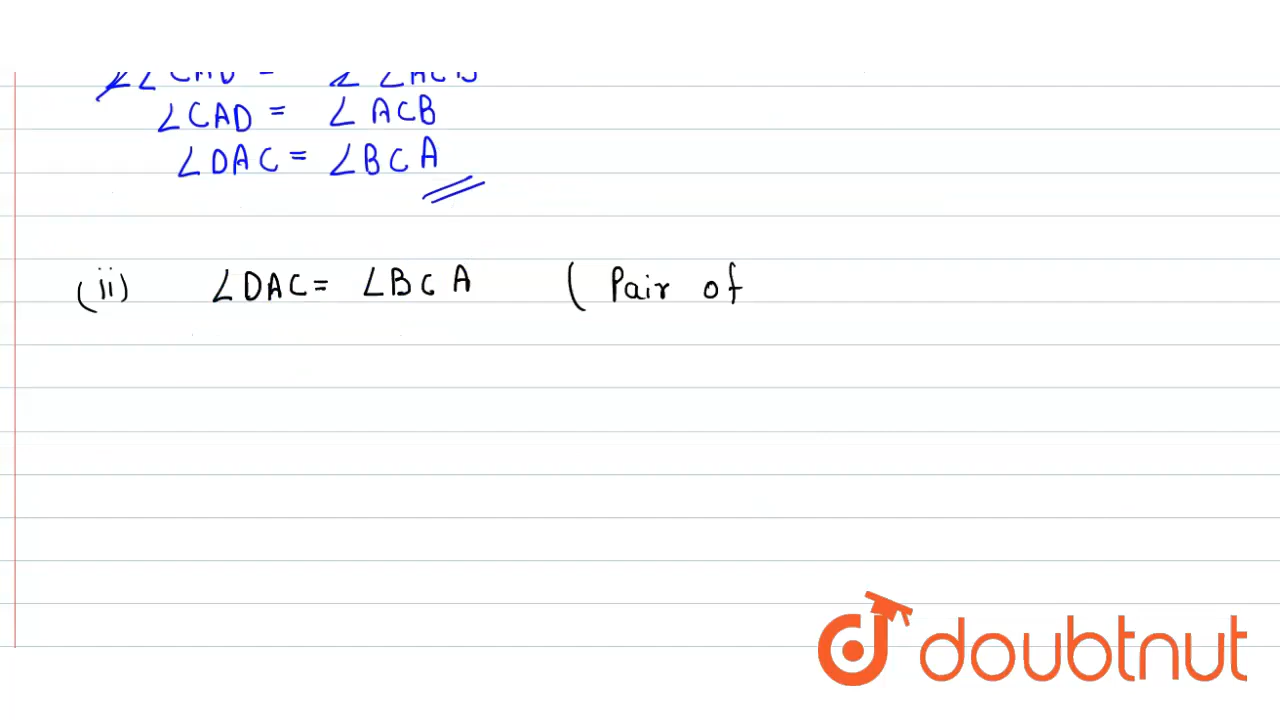 ∠CAD = ∠ACB
∠DAC = ∠BCA
(ii) ∠DAC = ∠BCA ( Pair of
doubtnut